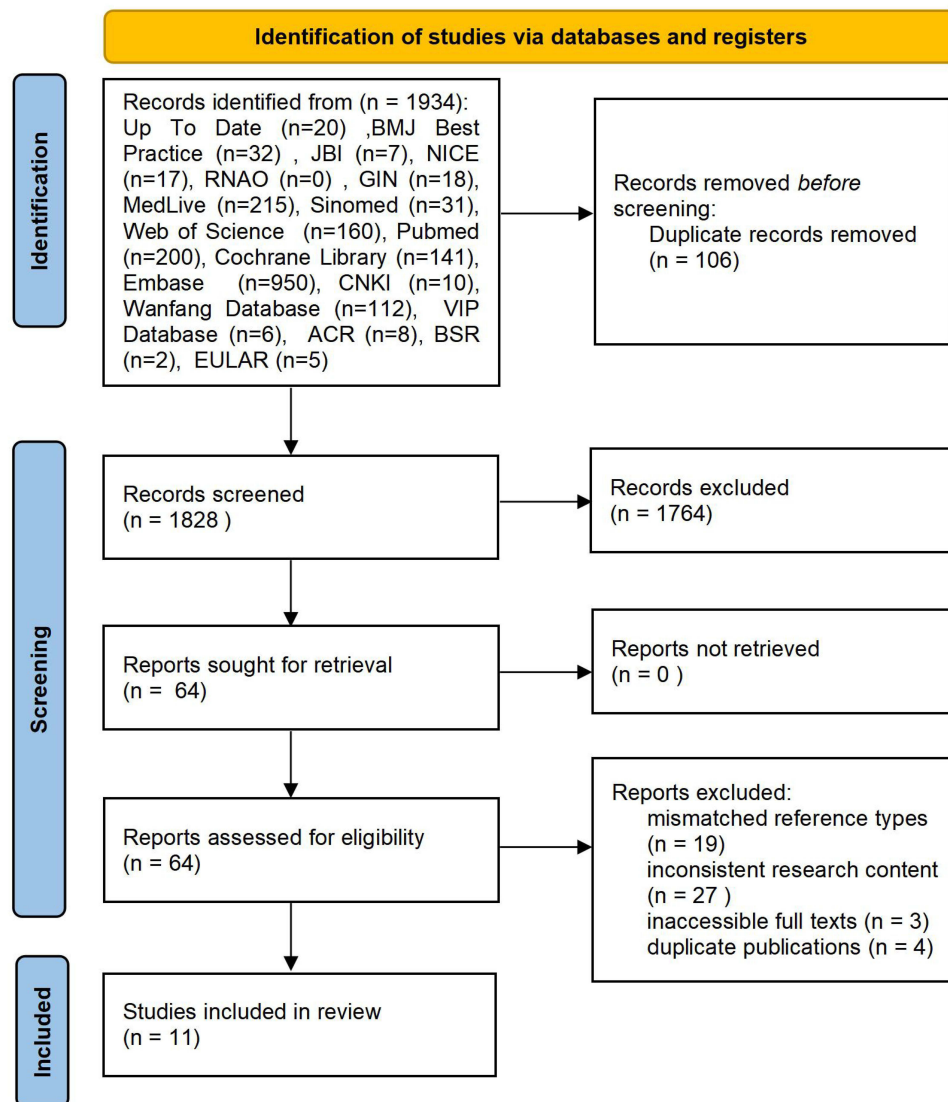 Identification of studies via databases and registers
Identification
Records identified from (n = 1934):
Up To Date (n=20) ,BMJ Best
Practice (n=32) , JBI (n=7), NICE
(n=17), RNAO (n=0) , GIN (n=18),
MedLive (n=215), Sinomed (n=31),
Web of Science (n=160), Pubmed
(n=200), Cochrane Library (n=141),
Embase (n=950), CNKI (n=10),
Wanfang Database (n=112), VIP
Database (n=6), ACR (n=8), BSR
(n=2), EULAR (n=5)
Records removed before
screening:
Duplicate records removed
(n = 106)
Screening
Records screened
(n = 1828 )
Records excluded
(n = 1764)
Reports sought for retrieval
(n = 64)
Reports not retrieved
(n = 0 )
Reports assessed for eligibility
(n = 64)
Reports excluded:
mismatched reference types
(n = 19)
inconsistent research content
(n = 27 )
inaccessible full texts (n = 3)
duplicate publications (n = 4)
Included
Studies included in review
(n = 11)